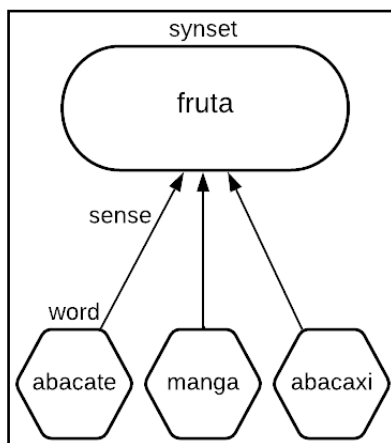 synset
fruta
sense
word
abacate manga abacaxi